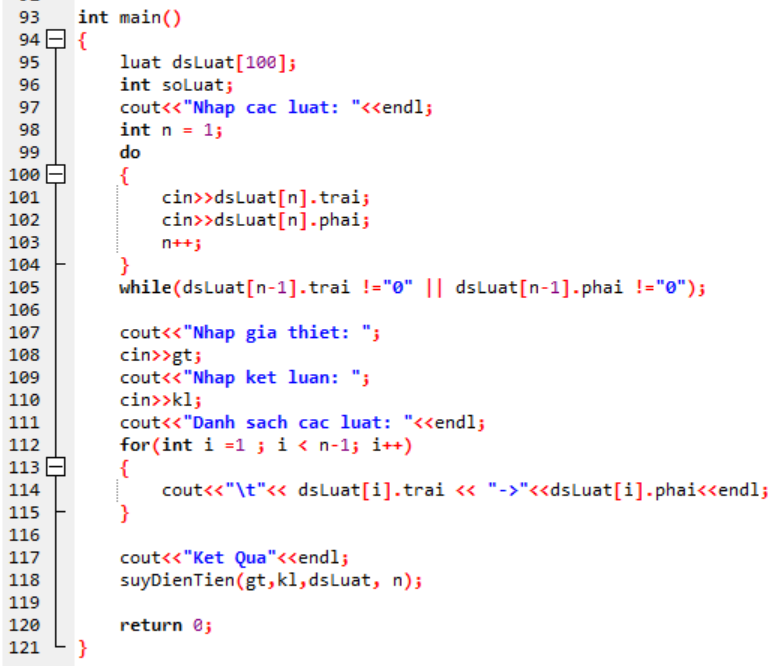 93 int main()
94 {
95 luat dsLuat[100];
96 int soLuat;
97 cout<<"Nhap cac luat: "<<endl;
98 int n = 1;
99 do
100 {
101 cin>>dsLuat[n].trai;
102 cin>>dsLuat[n].phai;
103 n++;
104 }
105 while(dsLuat[n-1].trai !="0" || dsLuat[n-1].phai !="0");
106
107 cout<<"Nhap gia thiet: ";
108 cin>>gt;
109 cout<<"Nhap ket luan: ";
110 cin>>kl;
111 cout<<"Danh sach cac luat: "<<endl;
112 for(int i =1 ; i < n-1; i++)
113 {
114 cout<<"\t"<< dsLuat[i].trai << "->"<<dsLuat[i].phai<<endl;
115 }
116
117 cout<<"Ket Qua"<<endl;
118 suyDienTien(gt,kl,dsLuat, n);
119
120 return 0;
121 }